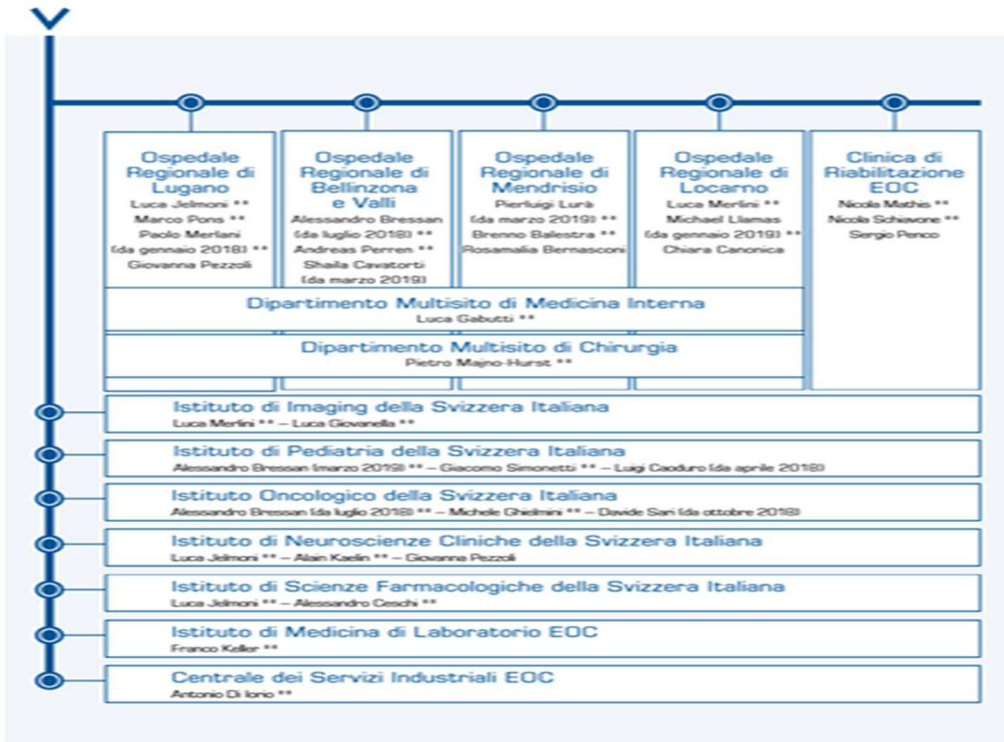 Ospedale
Regionale di
Lugano
Luca Jelmoni **
Marco Pons **
Paolo Merlani
(da gennaio 2018) **
Giovanna Pezzoli
Ospedale
Regionale di
Bellinzona
e Valli
Alessandro Bressan
(da luglio 2018) **
Andreas Perren **
Shaila Cavatorti
(da marzo 2019)
Ospedale
Regionale di
Mendrisio
Pierluigi Lurà
(da marzo 2019) **
Brenno Balestra **
Rosamalia Bernasconi
Ospedale
Regionale di
Locarno
Luca Merlini **
Michael Llamas
(da gennaio 2019) **
Chiara Canonica
Clinica di
Riabilitazione
EOC
Nicola Mathis **
Nicola Schiavone **
Sergio Penco
Dipartimento Multisito di Medicina Interna
Luca Gabutti **
Dipartimento Multisito di Chirurgia
Pietro Majno-Hurst **
Istituto di Imaging della Svizzera Italiana
Luca Merlini ** – Luca Giovanella **
Istituto di Pediatria della Svizzera Italiana
Alessandro Bressan (marzo 2019) ** – Giacomo Simonetti ** – Luigi Caoduro (da aprile 2018)
Istituto Oncologico della Svizzera Italiana
Alessandro Bressan (da luglio 2018) ** – Michele Ghielmini ** – Davide Sari (da ottobre 2018)
Istituto di Neuroscienze Cliniche della Svizzera Italiana
Luca Jelmoni ** – Alain Kaelin ** – Giovanna Pezzoli
Istituto di Scienze Farmacologiche della Svizzera Italiana
Luca Jelmoni ** – Alessandro Ceschi **
Istituto di Medicina di Laboratorio EOC
Franco Keller **
Centrale dei Servizi Industriali EOC
Antonio Di Iorio **